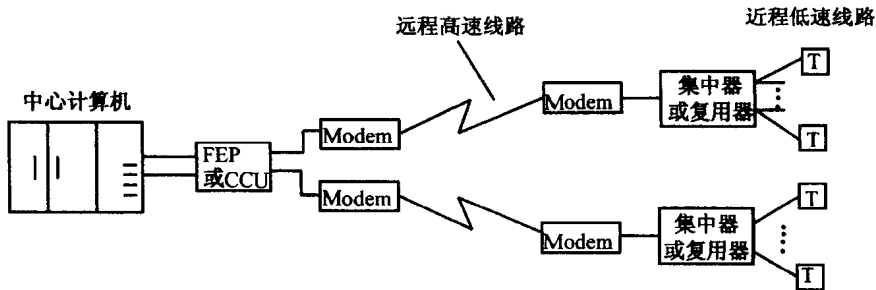 远程高速线路
近程低速线路
中心计算机
T
Modem
集中器
或复用器
Modem
FEP
或CCU
T
Modem
T
集中器
或复用器
Modem
T